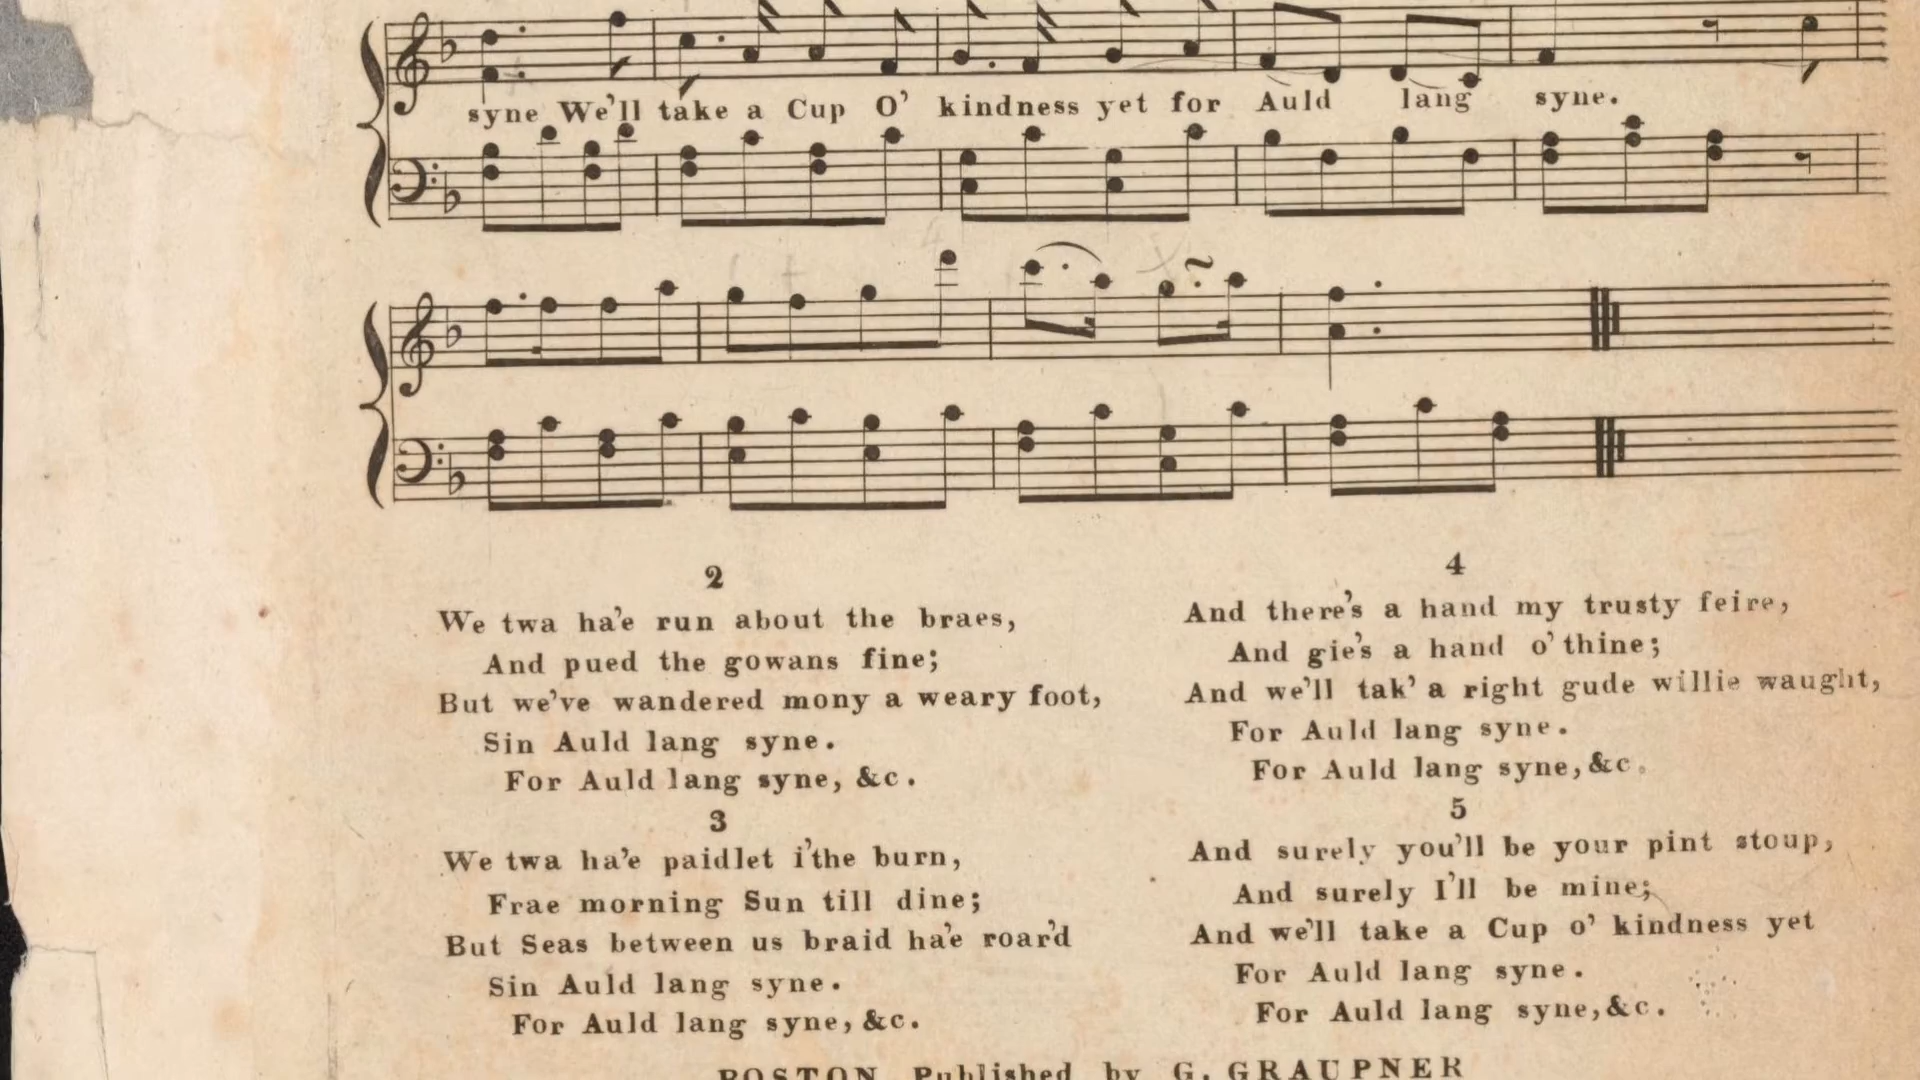 syne We'll take a Cup O' kindness yet for Auld lang syne.
2
We twa ha'e run about the braes,
And pued the gowans fine;
But we've wandered mony a weary foot,
Sin Auld lang syne.
For Auld lang syne, &c.
3
We twa ha'e paidlet i'the burn,
Frae morning Sun till dine;
But Seas between us braid ha'e roar'd
Sin Auld lang syne.
For Auld lang syne, &c.
4
And there's a hand my trusty feire,
And gie's a hand o' thine;
And we'll tak' a right gude willie waught,
For Auld lang syne.
For Auld lang syne, &c.
5
And surely you'll be your pint stoup,
And surely I'll be mine;
And we'll take a Cup o' kindness yet
For Auld lang syne.
For Auld lang syne, &c.
BOSTON Published by G. GRAUPNER